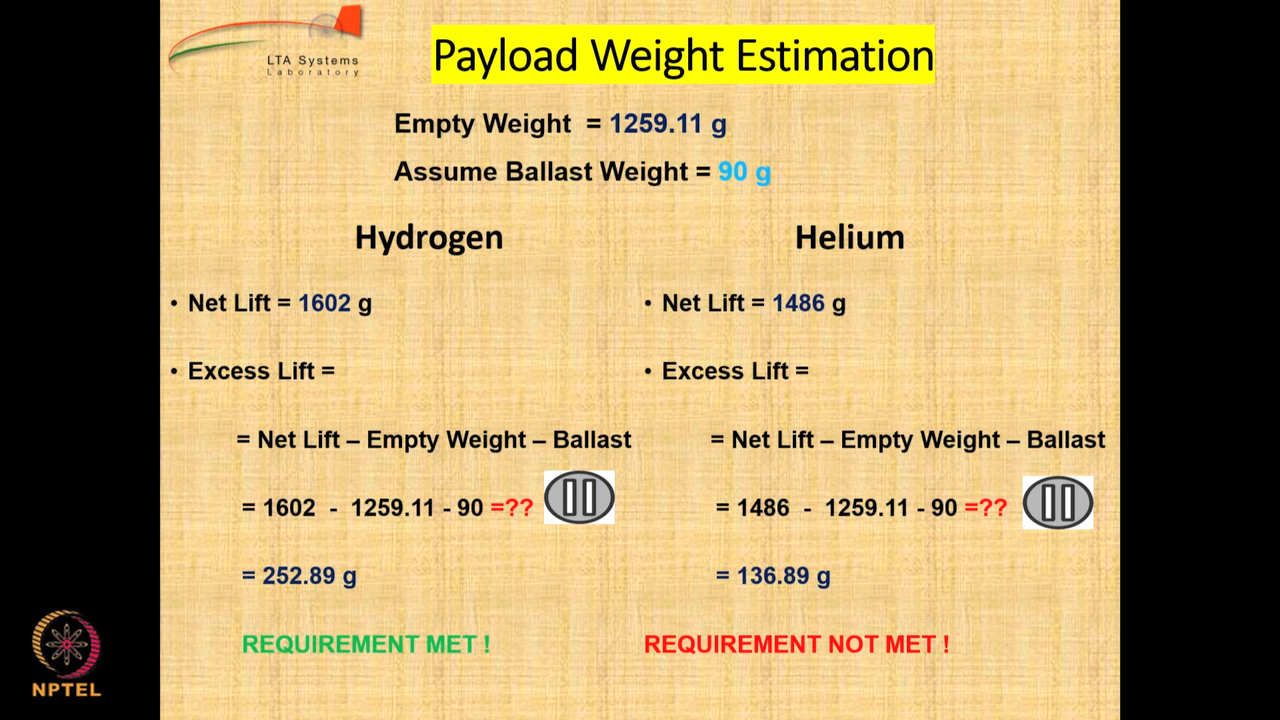 LTA Systems
Laboratory
Payload Weight Estimation
Empty Weight = 1259.11 g
Assume Ballast Weight = 90 g
Hydrogen
• Net Lift = 1602 g
• Excess Lift =
= Net Lift – Empty Weight – Ballast
= 1602 - 1259.11 - 90 =??
= 252.89 g
REQUIREMENT MET !
Helium
• Net Lift = 1486 g
• Excess Lift =
= Net Lift – Empty Weight – Ballast
= 1486 - 1259.11 - 90 =??
= 136.89 g
REQUIREMENT NOT MET !
NPTEL